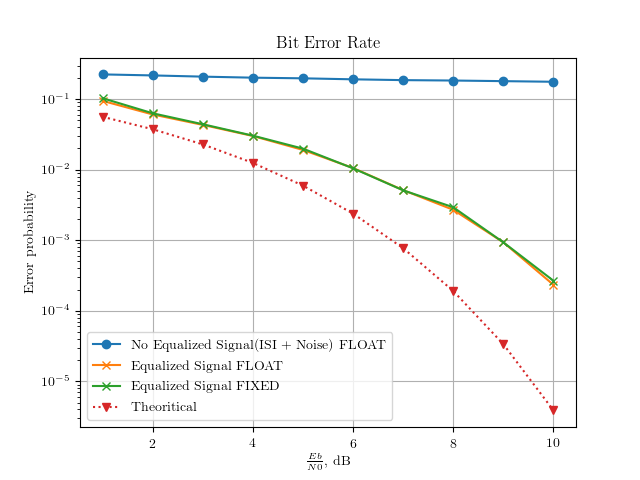 Bit Error Rate
Error probability
10⁻¹
10⁻²
10⁻³
10⁻⁴
10⁻⁵
No Equalized Signal(ISI + Noise) FLOAT
Equalized Signal FLOAT
Equalized Signal FIXED
Theoritical
2 4 6 8 10
Eb/N0, dB